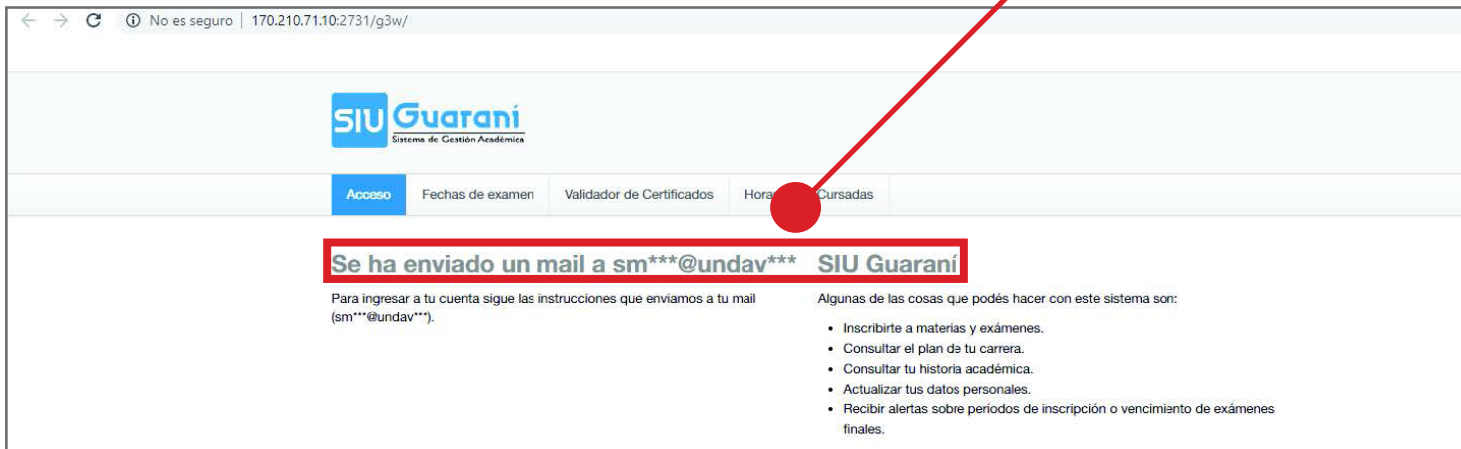 No es seguro | 170.210.71.10:2731/g3w/
SIU Guaraní
Sistema de Gestión Académica
Acceso Fechas de examen Validador de Certificados Cursadas
Se ha enviado un mail a sm***@undav***
Para ingresar a tu cuenta sigue las instrucciones que enviamos a tu mail
(sm***@undav***).
SIU Guaraní
Algunas de las cosas que podés hacer con este sistema son:
• Inscribirte a materias y exámenes.
• Consultar el plan de tu carrera.
• Consultar tu historia académica.
• Actualizar tus datos personales.
• Recibir alertas sobre períodos de inscripción o vencimiento de exámenes
finales.